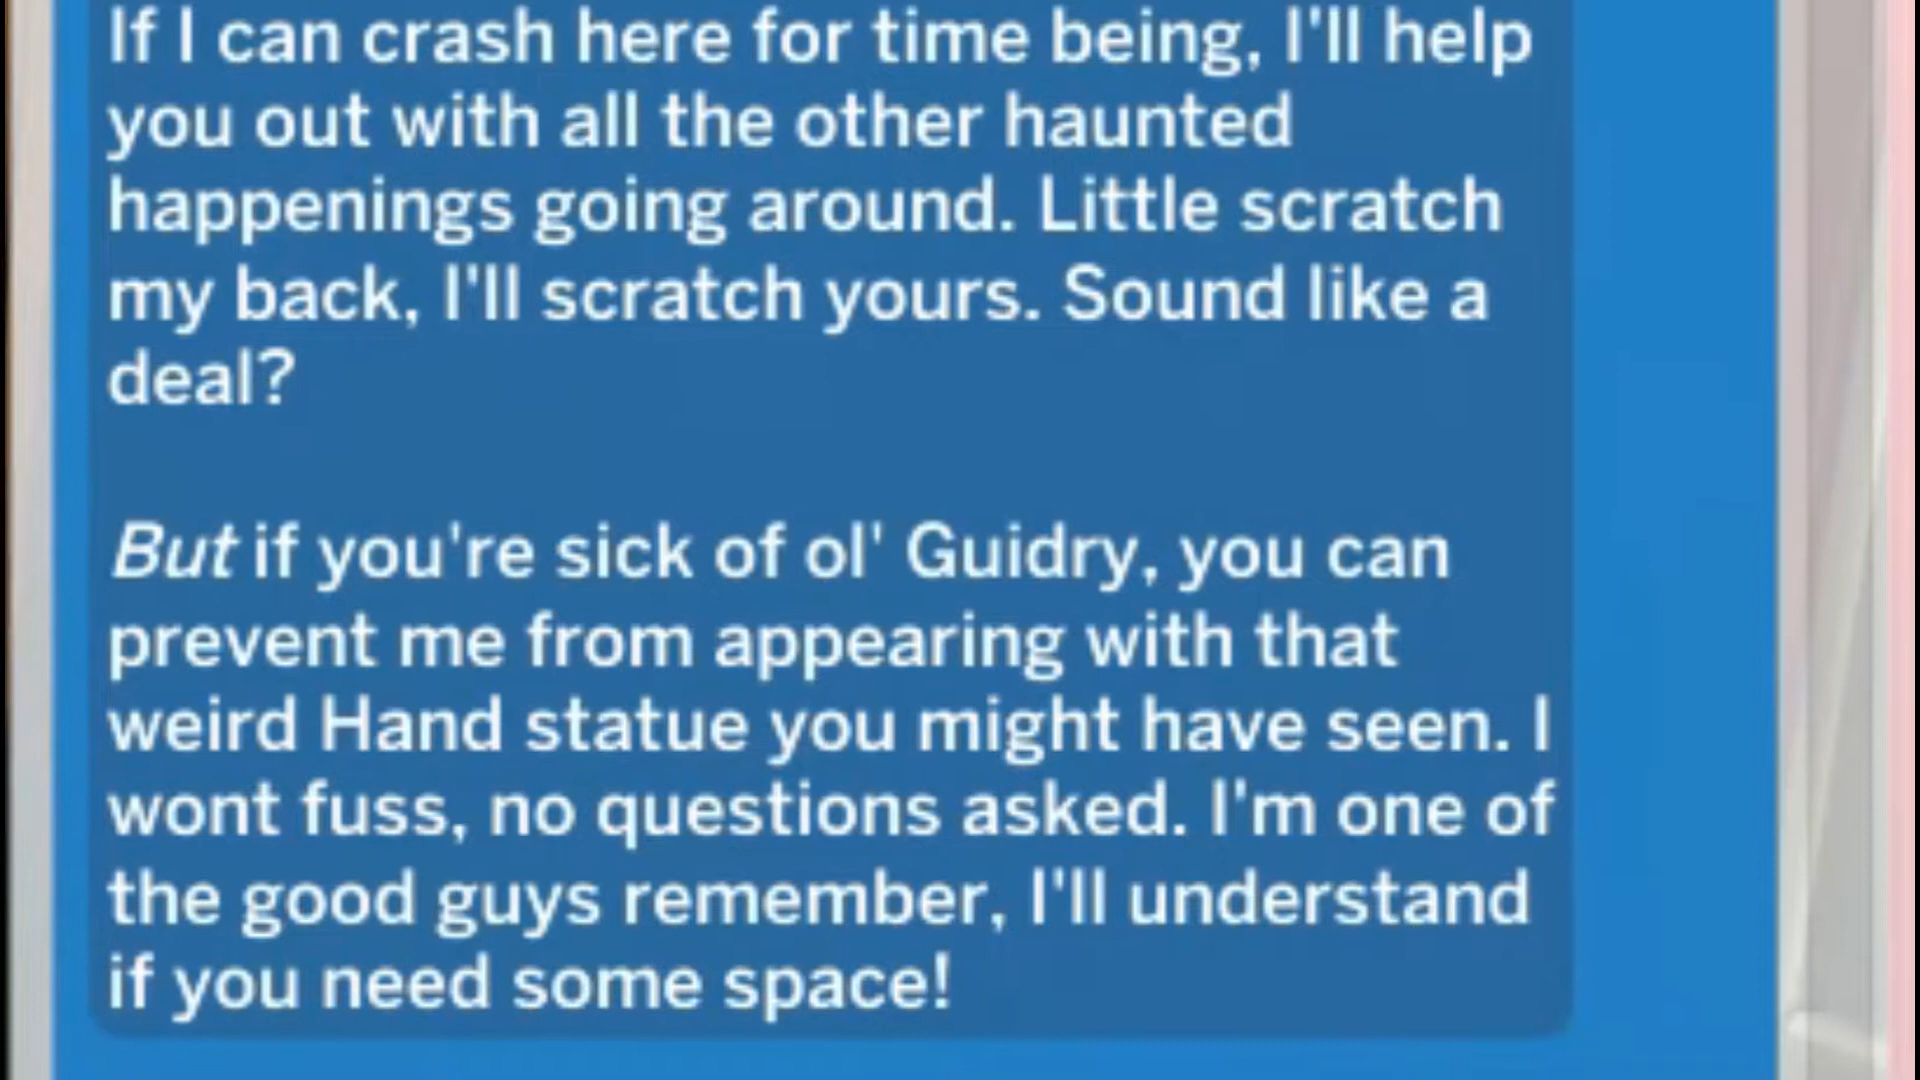 If I can crash here for time being, I'll help
you out with all the other haunted
happenings going around. Little scratch
my back, I'll scratch yours. Sound like a
deal?
But if you're sick of ol' Guidry, you can
prevent me from appearing with that
weird Hand statue you might have seen. I
wont fuss, no questions asked. I'm one of
the good guys remember, I'll understand
if you need some space!